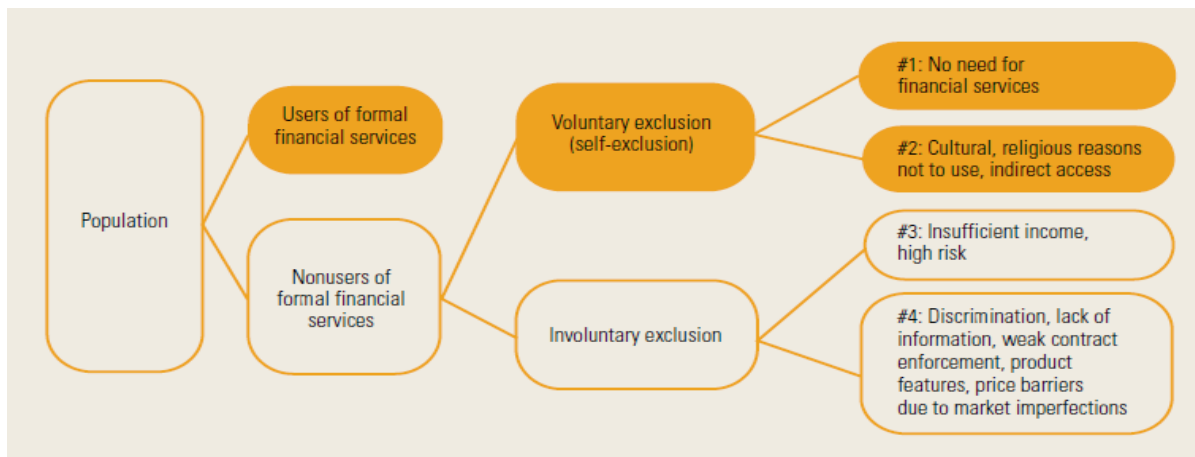 Population
Users of formal
financial services
Nonusers of
formal financial
services
Voluntary exclusion
(self-exclusion)
Involuntary exclusion
#1: No need for
financial services
#2: Cultural, religious reasons
not to use, indirect access
#3: Insufficient income,
high risk
#4: Discrimination, lack of
information, weak contract
enforcement, product
features, price barriers
due to market imperfections